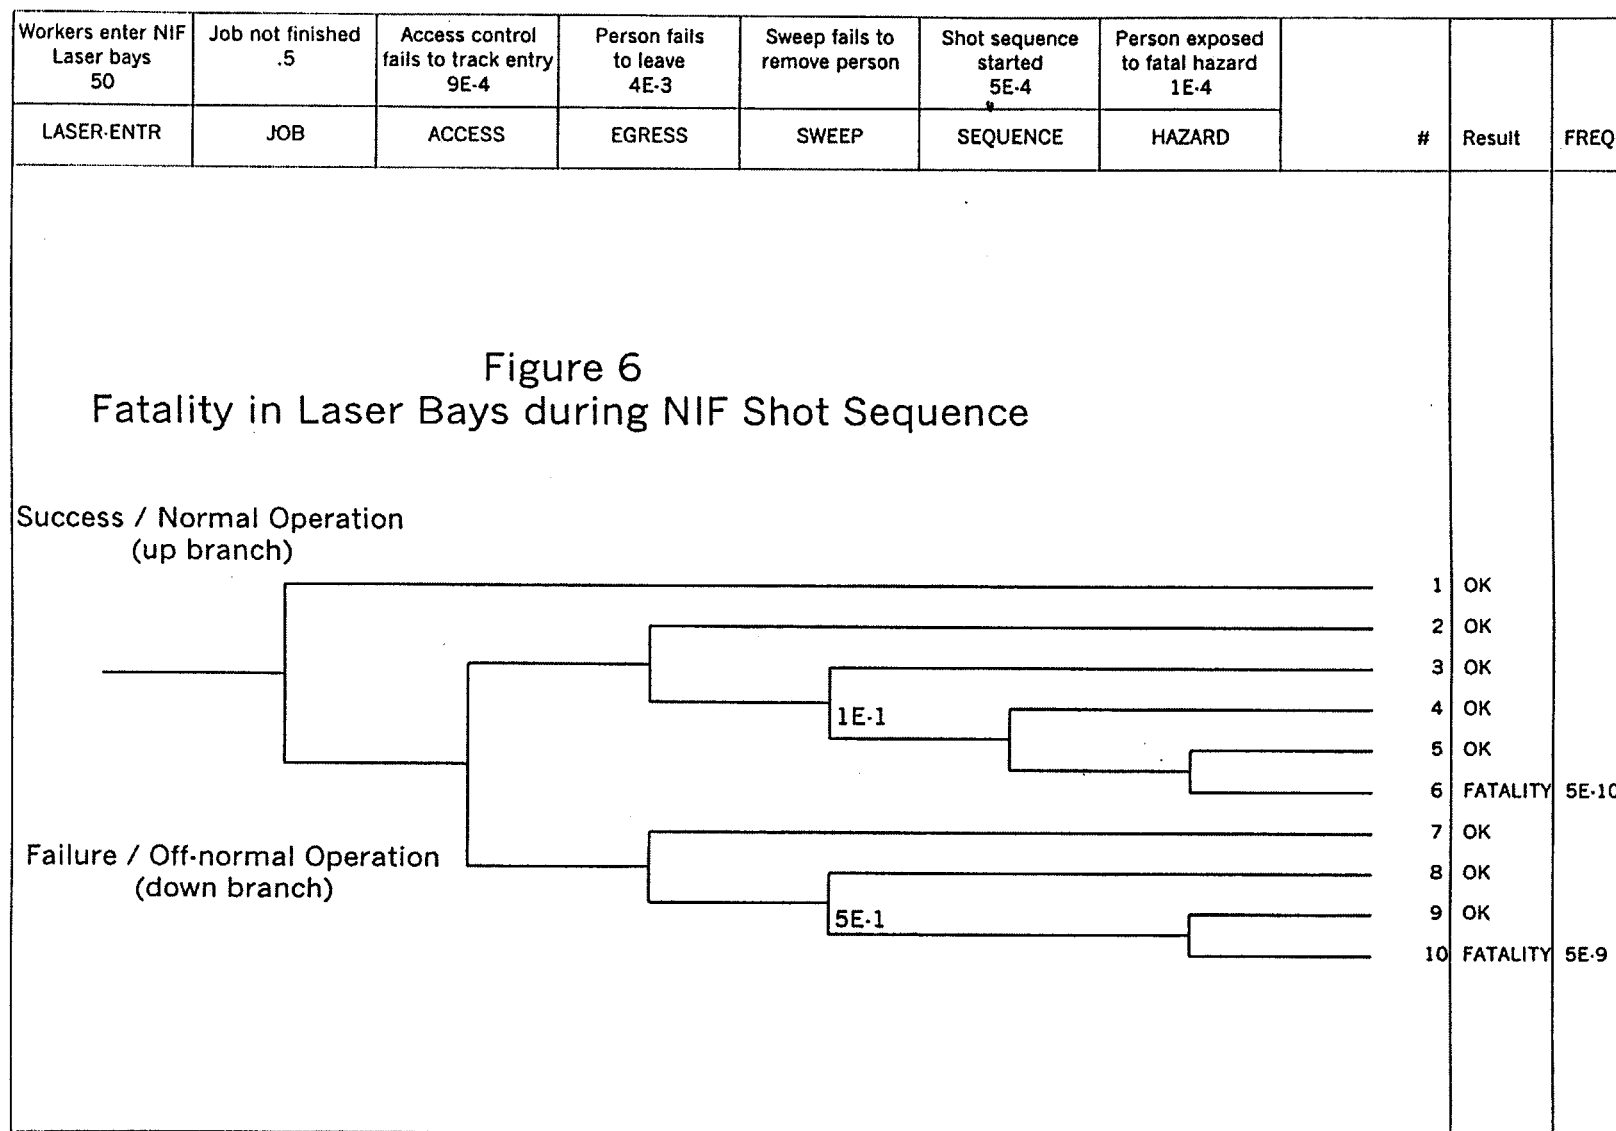 Workers enter NIF
Laser bays
50
Job not finished
.5
Access control
fails to track entry
9E-4
Person fails
to leave
4E-3
Sweep fails to
remove person
Shot sequence
started
5E-4
Person exposed
to fatal hazard
1E-4
LASER-ENTR
JOB
ACCESS
EGRESS
SWEEP
SEQUENCE
HAZARD
#
Result
FREQ
Figure 6
Fatality in Laser Bays during NIF Shot Sequence
Success / Normal Operation
(up branch)
1 OK
2 OK
3 OK
1E-1
4 OK
5 OK
6 FATALITY 5E-10
7 OK
Failure / Off-normal Operation
(down branch)
8 OK
5E-1
9 OK
10 FATALITY 5E-9